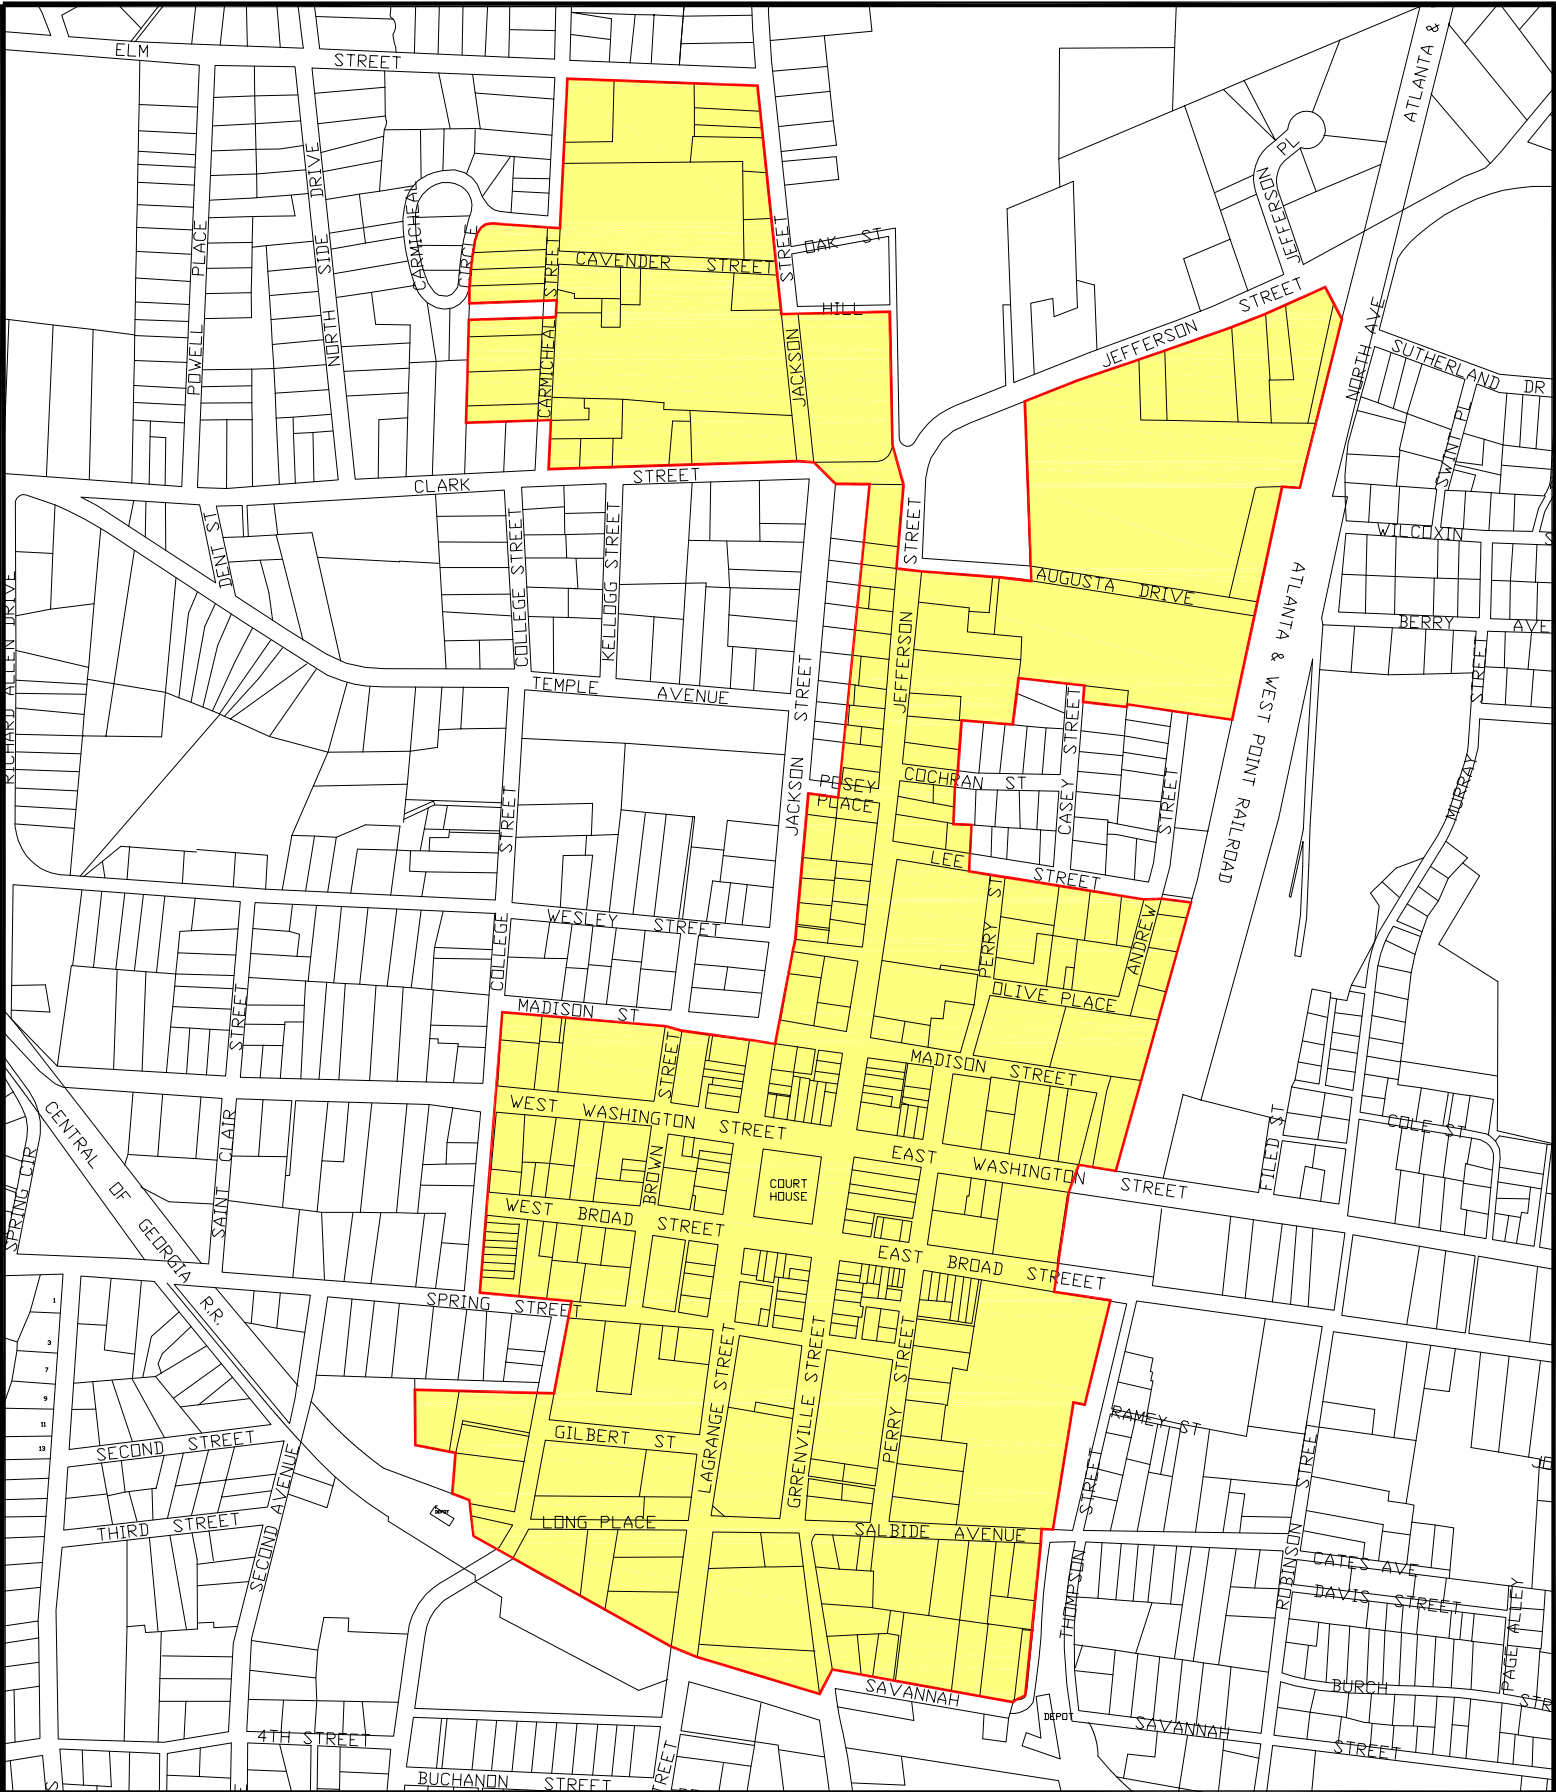 ELM STREET
ATLANTA &
POWELL PLACE
NORTH SIDE DRIVE
CARMICHEAL CIRCLE
CARMICHEAL STREET
CAVENDER STREET
JACKSON STREET
OAK ST
HILL
JEFFERSON PL
JEFFERSON STREET
NORTH AVE
SUTHERLAND DR
SWINT PL
WILCOXIN
S
BERRY AVE
CLARK STREET
DENT ST
COLLEGE STREET
KELLOGG STREET
RICHARD ALLEN DRIVE
TEMPLE AVENUE
JACKSON STREET
JEFFERSON STREET
AUGUSTA DRIVE
ATLANTA & WEST POINT RAILROAD
MURRAY STREET
POSEY PLACE
COCHRAN ST
CASEY STREET
STREET
LEE STREET
PERRY ST
ANDREW
OLIVE PLACE
WESLEY STREET
COLLEGE STREET
MADISON ST
MADISON STREET
STREET
SAINT CLAIR
BROWN STREET
WEST WASHINGTON STREET
EAST WASHINGTON STREET
COURT HOUSE
WEST BROAD STREET
EAST BROAD STREEET
FILED ST
COLE ST
CENTRAL OF GEORGIA R.R.
SPRING CIR
SPRING STREET
1
3
7
9
11
13
SECOND STREET
THIRD STREET
SECOND AVENUE
DEPOT
GILBERT ST
LONG PLACE
LAGRANGE STREET
GRRENVILLE STREET
PERRY STREET
SALBIDE AVENUE
RAMEY ST
THOMPSON STREET
ROBINSON STREE
JE
CATES AVE
DAVIS STREET
PAGE ALLEY
BURCH STR
SAVANNAH
DEPOT
SAVANNAH STREET
4TH STREET
BUCHANON STREET
TREET
S
E